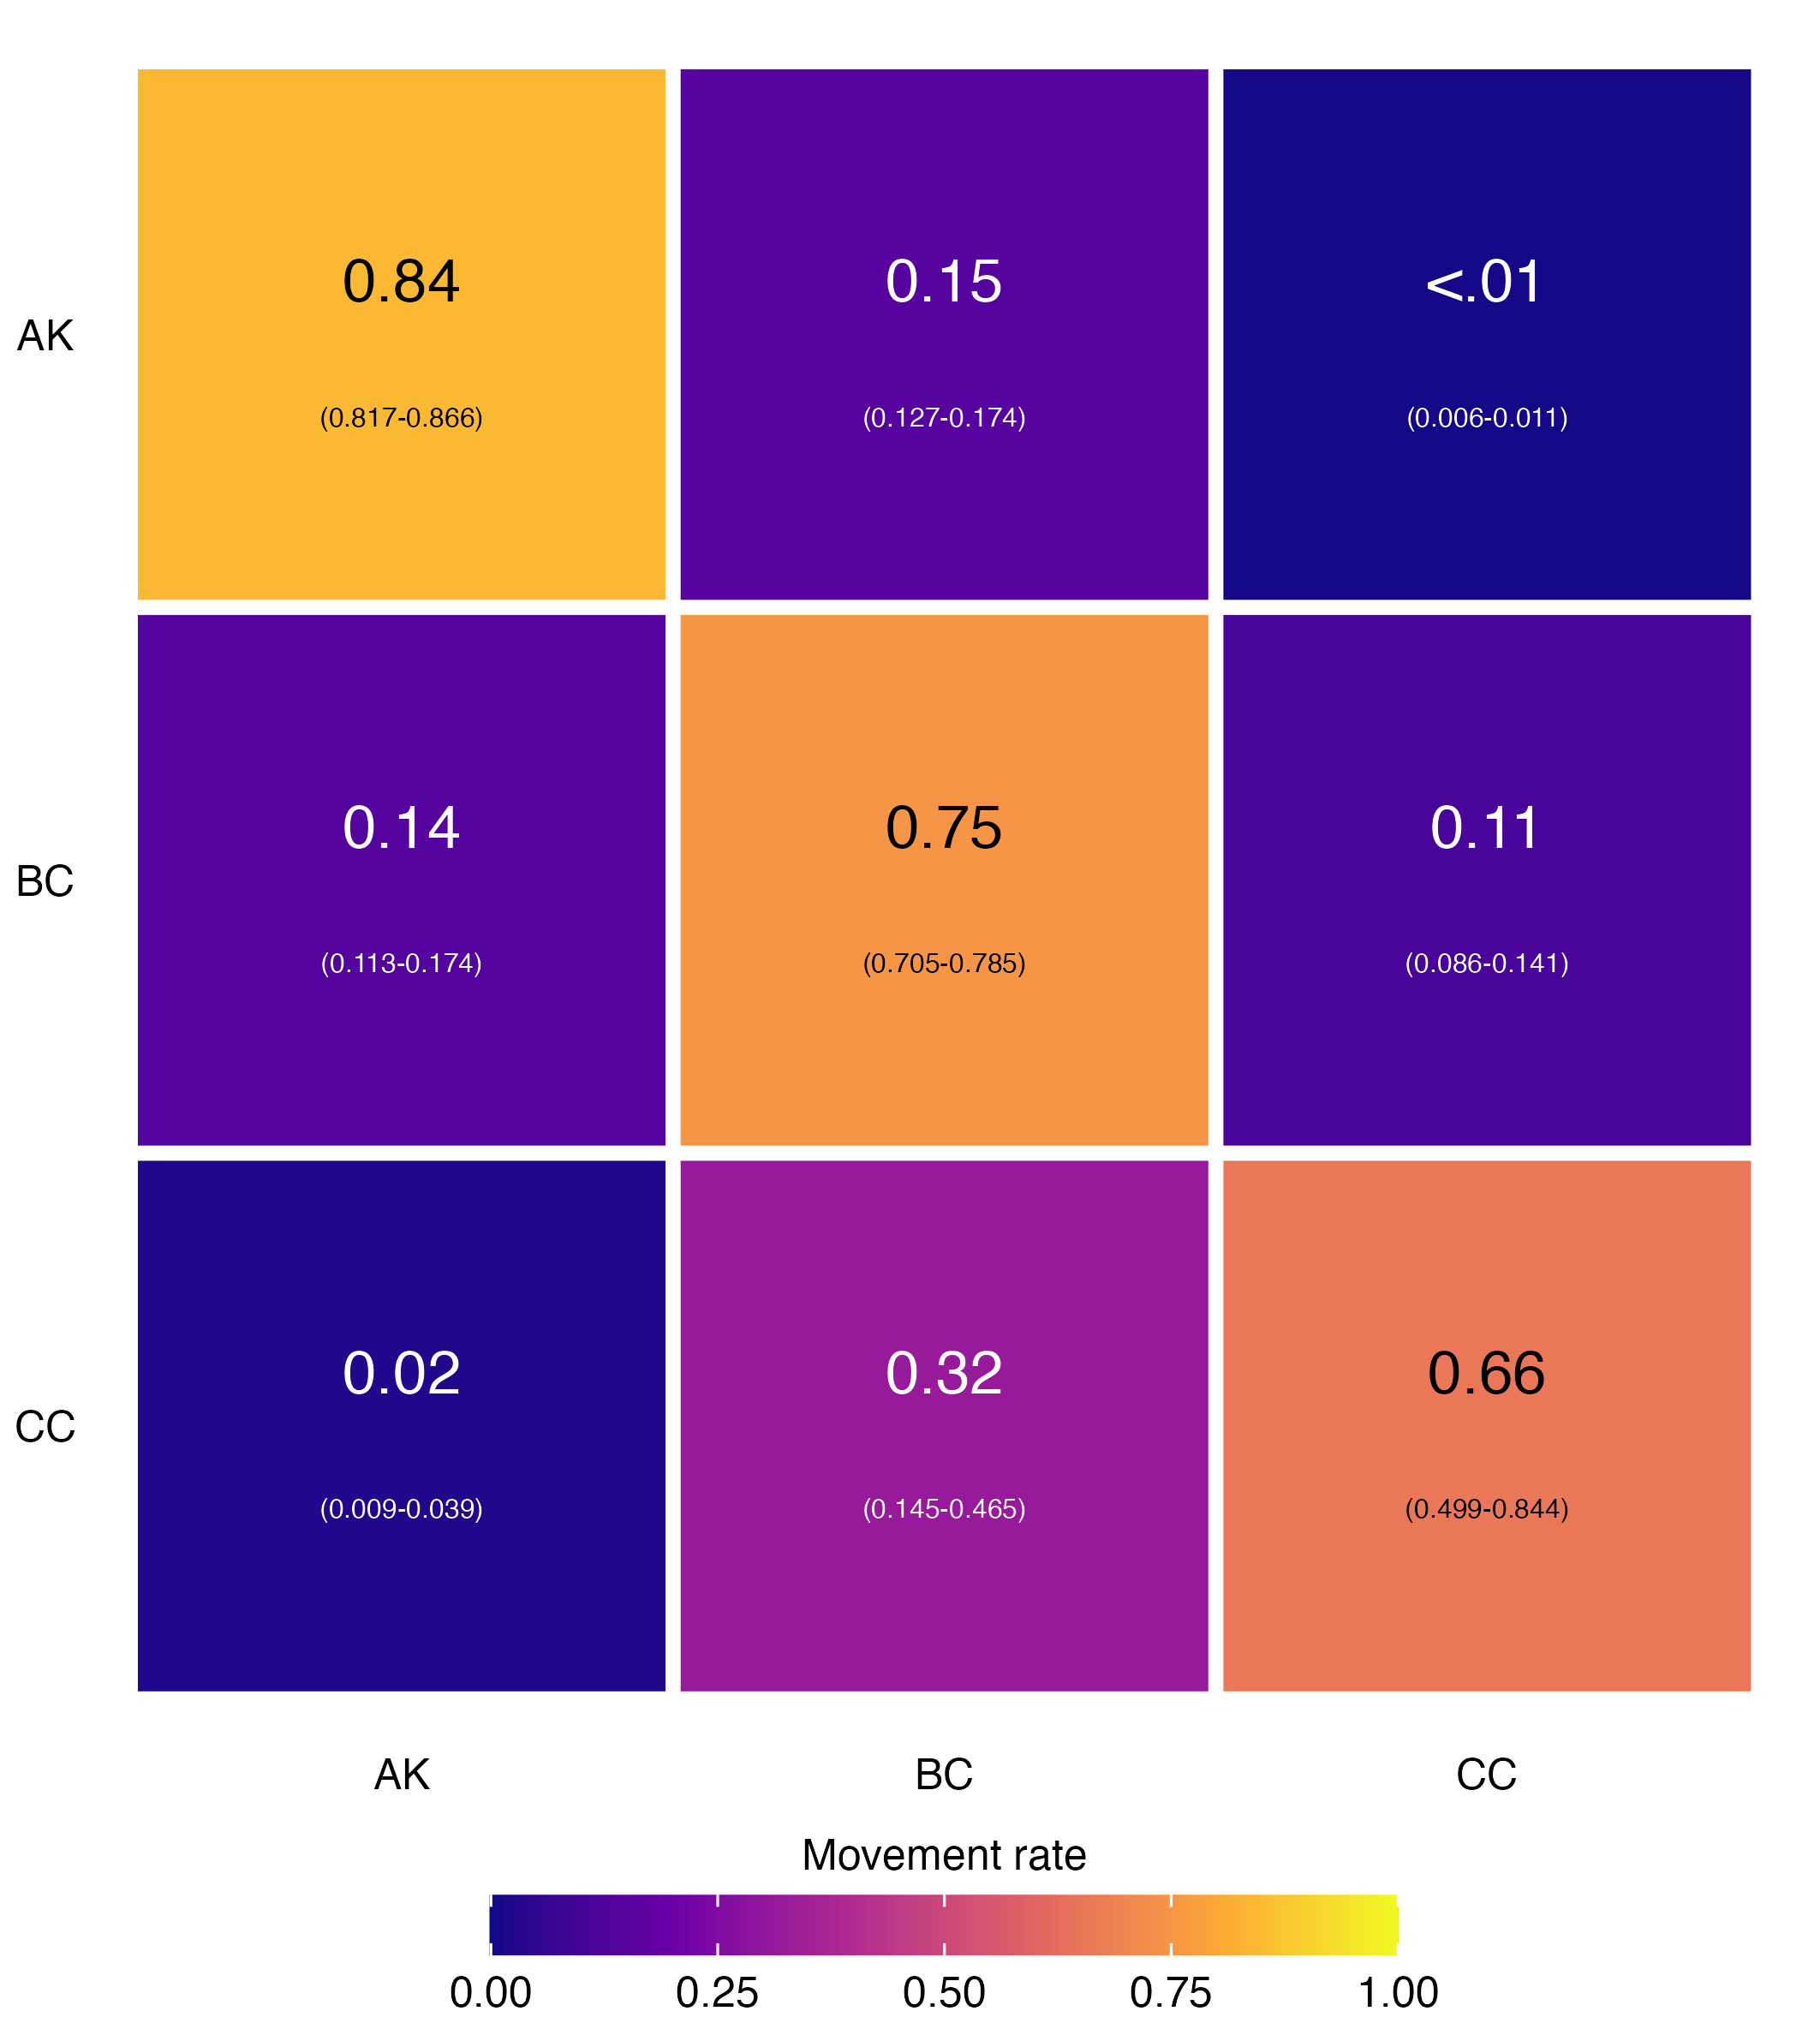 0.84 0.15 <.01
AK
(0.817-0.866) (0.127-0.174) (0.006-0.011)
0.14 0.75 0.11
BC
(0.113-0.174) (0.705-0.785) (0.086-0.141)
0.02 0.32 0.66
CC
(0.009-0.039) (0.145-0.465) (0.499-0.844)
AK BC CC
Movement rate
0.00 0.25 0.50 0.75 1.00